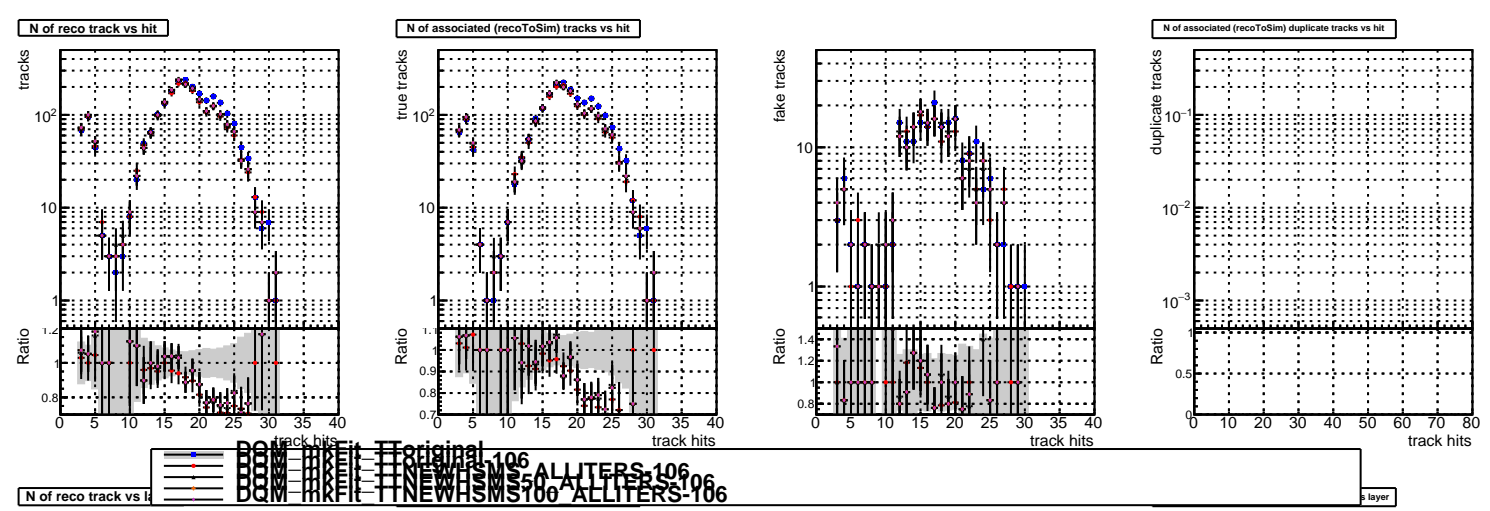 N of reco track vs hit
N of associated (recoToSim) tracks vs hit
N of associated (recoToSim) duplicate tracks vs hit
tracks
10²
10
1
Ratio
1.2
1
0.8
0 5 10 15 20 25 30 35 40
track hits
true tracks
10²
10
1
Ratio
1.1
1
0.9
0.8
0.7
0 5 10 15 20 25 30 35 40
track hits
fake tracks
10
1
Ratio
1.4
1.2
1
0.8
0 5 10 15 20 25 30 35 40
track hits
duplicate tracks
10⁻¹
10⁻²
10⁻³
Ratio
1
0.5
0
0 10 20 30 40 50 60 70 80
track hits
DQM_mkFit_TToriginal
DQM_mkFit_TToriginal-106
DQM_mkFit_TTNEWHSMS_ALLITERS-106
DQM_mkFit_TTNEWHSMS50_ALLITERS-106
DQM_mkFit_TTNEWHSMS100_ALLITERS-106
N of reco track vs la
s layer